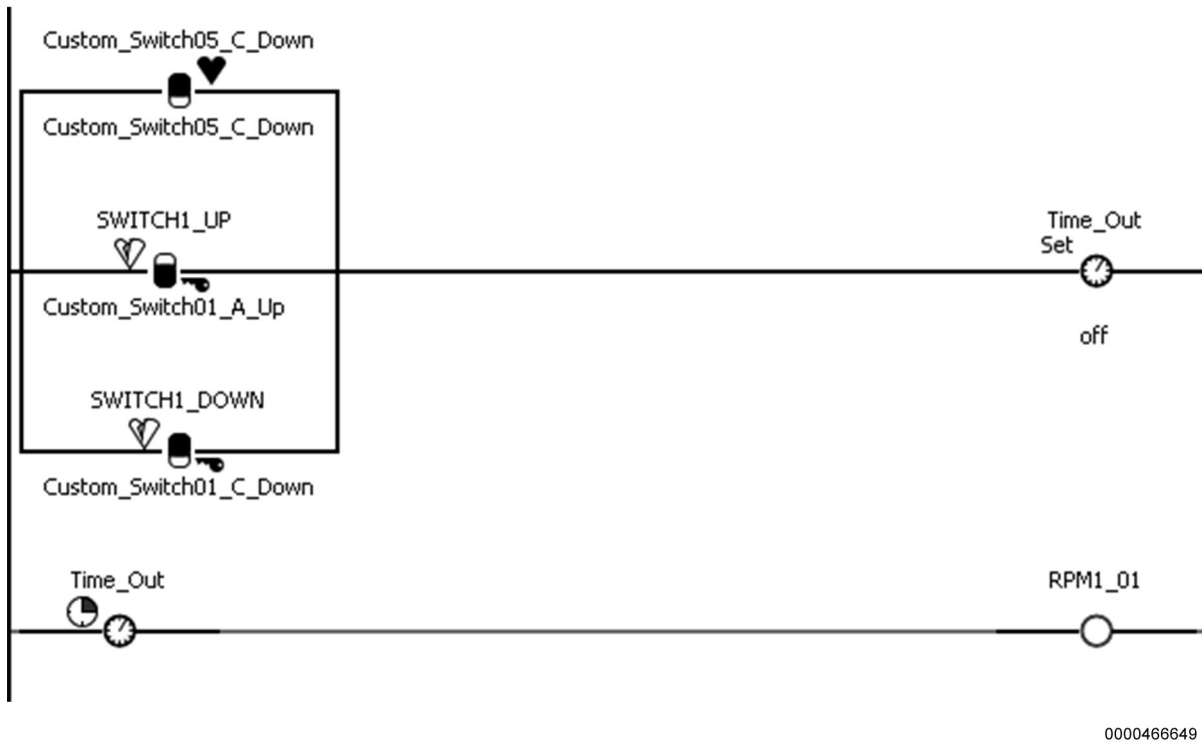 Custom_Switch05_C_Down
Custom_Switch05_C_Down
SWITCH1_UP
Custom_Switch01_A_Up
Time_Out
Set
off
SWITCH1_DOWN
Custom_Switch01_C_Down
Time_Out
RPM1_01
0000466649